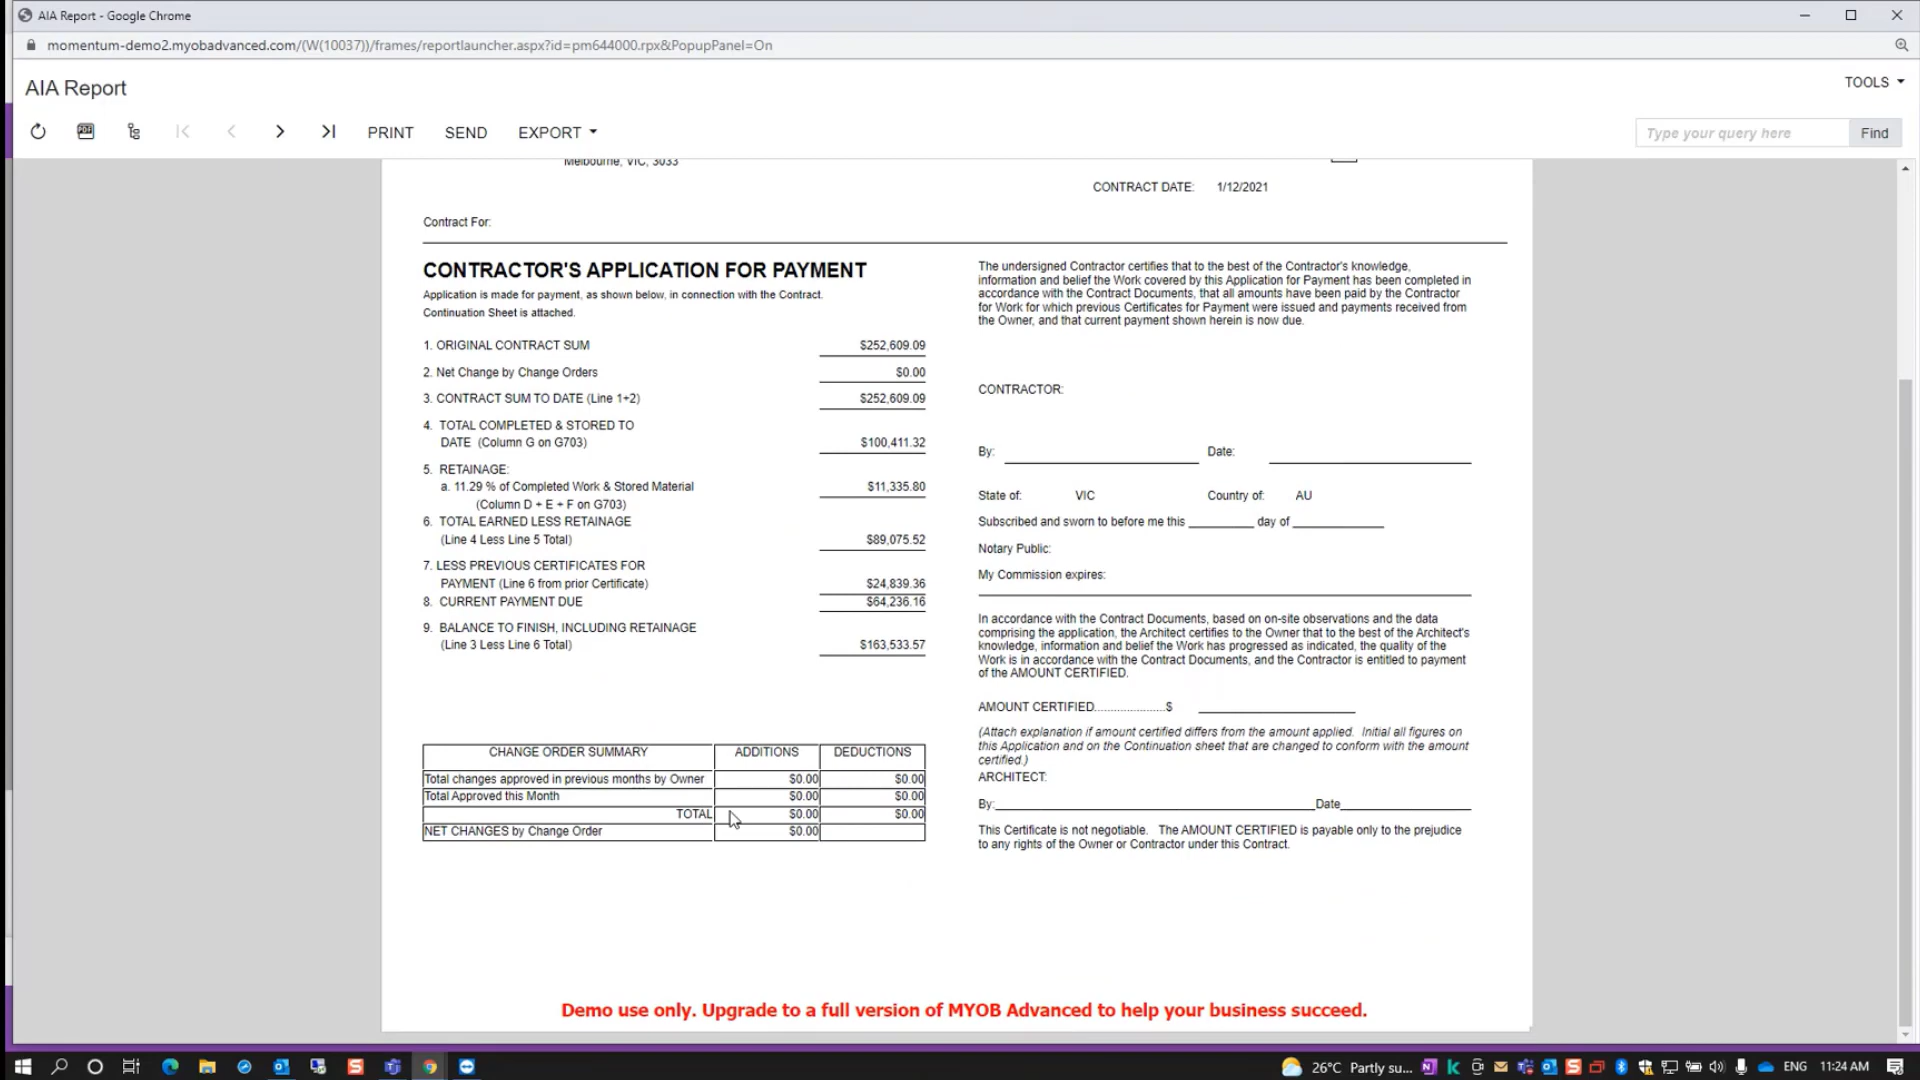 AIA Report - Google Chrome
momentum-demo2.myobadvanced.com/(W(10037))/frames/reportlauncher.aspx?id=pm644000.rpx&PopupPanel=On
AIA Report
TOOLS
PDF
PRINT SEND EXPORT
Type your query here
Find
Melbourne, VIC, 3033
CONTRACT DATE: 1/12/2021
Contract For:
CONTRACTOR'S APPLICATION FOR PAYMENT
Application is made for payment, as shown below, in connection with the Contract.
Continuation Sheet is attached.
1. ORIGINAL CONTRACT SUM $252,609.09
2. Net Change by Change Orders $0.00
3. CONTRACT SUM TO DATE (Line 1+2) $252,609.09
4. TOTAL COMPLETED & STORED TO
DATE (Column G on G703) $100,411.32
5. RETAINAGE:
a. 11.29 % of Completed Work & Stored Material $11,335.80
(Column D + E + F on G703)
6. TOTAL EARNED LESS RETAINAGE
(Line 4 Less Line 5 Total) $89,075.52
7. LESS PREVIOUS CERTIFICATES FOR
PAYMENT (Line 6 from prior Certificate) $24,839.36
8. CURRENT PAYMENT DUE $64,236.16
9. BALANCE TO FINISH, INCLUDING RETAINAGE
(Line 3 Less Line 6 Total) $163,533.57
CHANGE ORDER SUMMARY ADDITIONS DEDUCTIONS
Total changes approved in previous months by Owner $0.00 $0.00
Total Approved this Month $0.00 $0.00
TOTAL $0.00 $0.00
NET CHANGES by Change Order $0.00
The undersigned Contractor certifies that to the best of the Contractor's knowledge,
information and belief the Work covered by this Application for Payment has been completed in
accordance with the Contract Documents, that all amounts have been paid by the Contractor
for Work for which previous Certificates for Payment were issued and payments received from
the Owner, and that current payment shown herein is now due.
CONTRACTOR:
By: Date:
State of: VIC Country of: AU
Subscribed and sworn to before me this day of
Notary Public:
My Commission expires:
In accordance with the Contract Documents, based on on-site observations and the data
comprising the application, the Architect certifies to the Owner that to the best of the Architect's
knowledge, information and belief the Work has progressed as indicated, the quality of the
Work is in accordance with the Contract Documents, and the Contractor is entitled to payment
of the AMOUNT CERTIFIED.
AMOUNT CERTIFIED......................$
(Attach explanation if amount certified differs from the amount applied. Initial all figures on
this Application and on the Continuation sheet that are changed to conform with the amount
certified.)
ARCHITECT:
By: Date
This Certificate is not negotiable. The AMOUNT CERTIFIED is payable only to the prejudice
to any rights of the Owner or Contractor under this Contract.
Demo use only. Upgrade to a full version of MYOB Advanced to help your business succeed.
26°C Partly su... ENG 11:24 AM